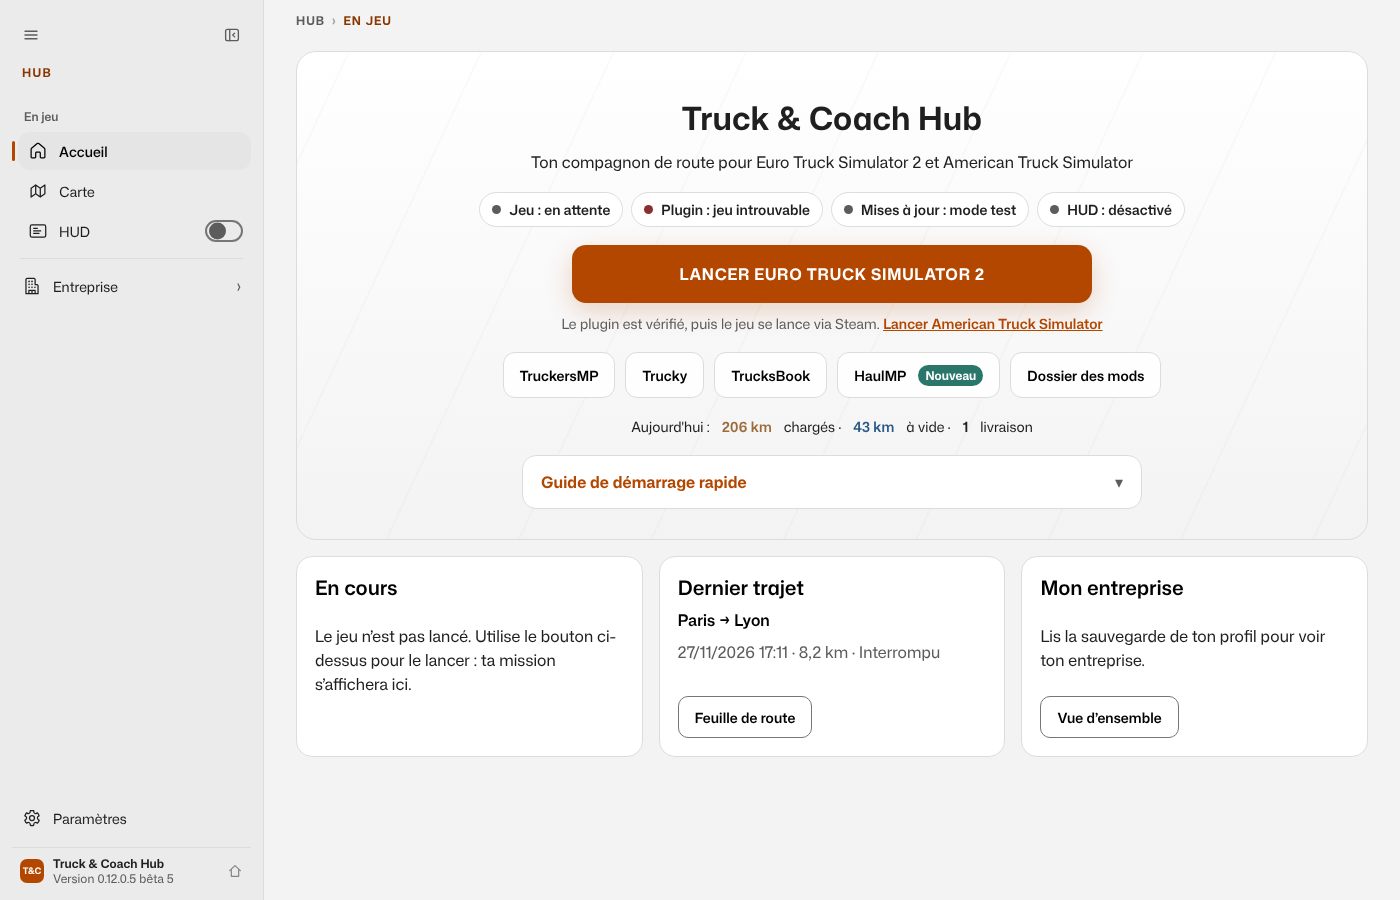 HUB
En jeu
Accueil
Carte
HUD
Entreprise ›
Paramètres
T&C
Truck & Coach Hub
Version 0.12.0.5 bêta 5
HUB › EN JEU
Truck & Coach Hub
Ton compagnon de route pour Euro Truck Simulator 2 et American Truck Simulator
Jeu : en attente
Plugin : jeu introuvable
Mises à jour : mode test
HUD : désactivé
LANCER EURO TRUCK SIMULATOR 2
Le plugin est vérifié, puis le jeu se lance via Steam. Lancer American Truck Simulator
TruckersMP
Trucky
TrucksBook
HaulMP Nouveau
Dossier des mods
Aujourd'hui : 206 km chargés · 43 km à vide · 1 livraison
Guide de démarrage rapide ▾
En cours
Le jeu n’est pas lancé. Utilise le bouton ci-
dessus pour le lancer : ta mission
s’affichera ici.
Dernier trajet
Paris → Lyon
27/11/2026 17:11 · 8,2 km · Interrompu
Feuille de route
Mon entreprise
Lis la sauvegarde de ton profil pour voir
ton entreprise.
Vue d’ensemble